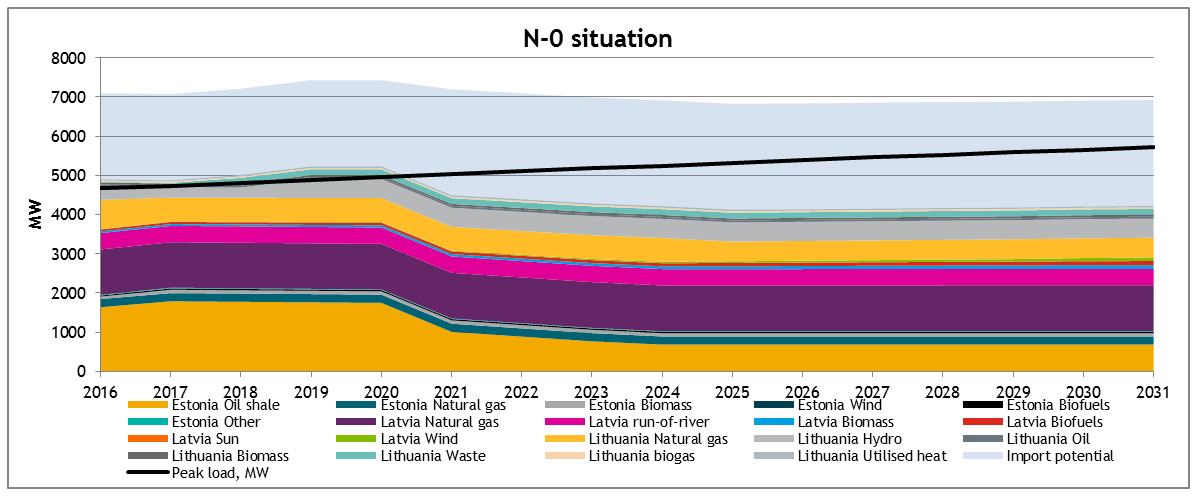 N-0 situation
8000
7000
6000
5000
4000
3000
2000
1000
0
MW
2016 2017 2018 2019 2020 2021 2022 2023 2024 2025 2026 2027 2028 2029 2030 2031
Estonia Oil shale Estonia Natural gas Estonia Biomass Estonia Wind Estonia Biofuels
Estonia Other Latvia Natural gas Latvia run-of-river Latvia Biomass Latvia Biofuels
Latvia Sun Latvia Wind Lithuania Natural gas Lithuania Hydro Lithuania Oil
Lithuania Biomass Lithuania Waste Lithuania biogas Lithuania Utilised heat Import potential
Peak load, MW